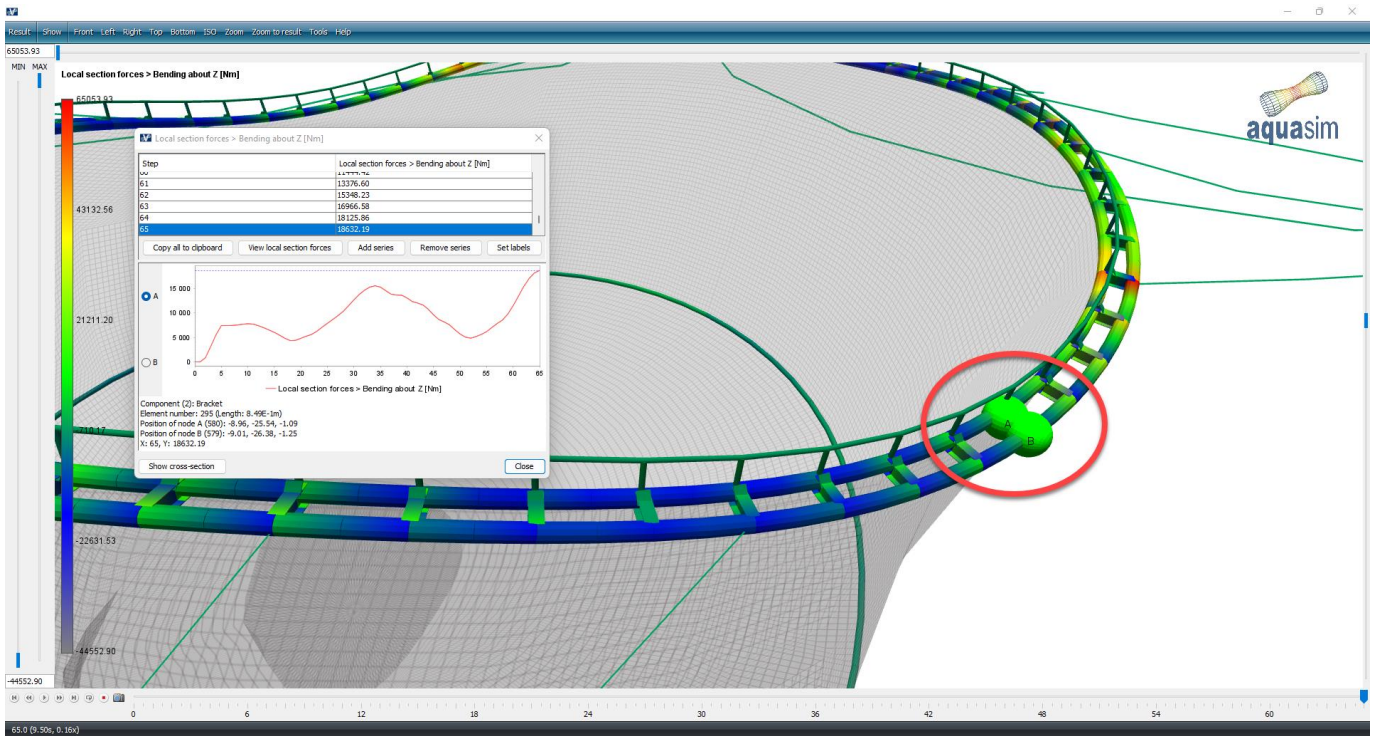 Result Show Front Left Right Top Bottom ISO Zoom Zoom to result Tools Help
65053.93
MIN MAX
Local section forces > Bending about Z [Nm]
65053.93
43132.56
21211.20
-710.17
-22631.53
-44552.90
-44552.90
aquasim
Local section forces > Bending about Z [Nm]
Step Local section forces > Bending about Z [Nm]
60 11444.42
61 13376.60
62 15348.23
63 16966.58
64 18125.86
65 18632.19
Copy all to clipboard View local section forces Add series Remove series Set labels
A
B
15 000
10 000
5 000
0
0 5 10 15 20 25 30 35 40 45 50 55 60 65
Local section forces > Bending about Z [Nm]
Component (2): Bracket
Element number: 295 (Length: 8.49E-1m)
Position of node A (580): -8.96, -25.54, -1.09
Position of node B (579): -9.01, -26.38, -1.25
X: 65, Y: 18632.19
Show cross-section Close
A
B
0 6 12 18 24 30 36 42 48 54 60
65.0 (9.50s, 0.16x)